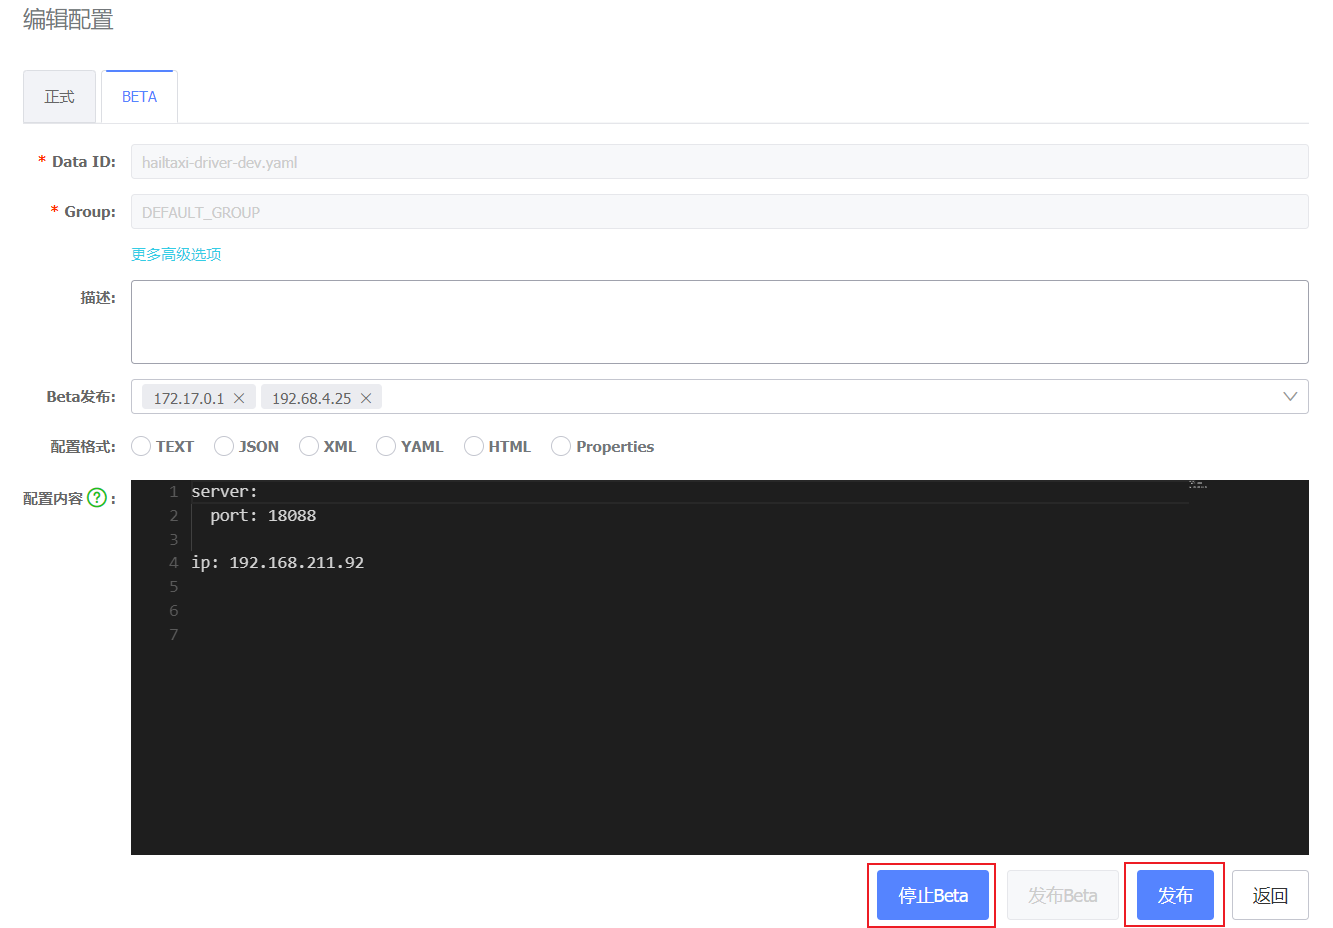 编辑配置
正式 BETA
* Data ID: hailtaxi-driver-dev.yaml
* Group: DEFAULT_GROUP
更多高级选项
描述:
Beta发布: 172.17.0.1 × 192.68.4.25 ×
配置格式: TEXT JSON XML YAML HTML Properties
配置内容 ? :
1 server:
2 port: 18088
3
4 ip: 192.168.211.92
5
6
7
停止Beta 发布Beta 发布 返回